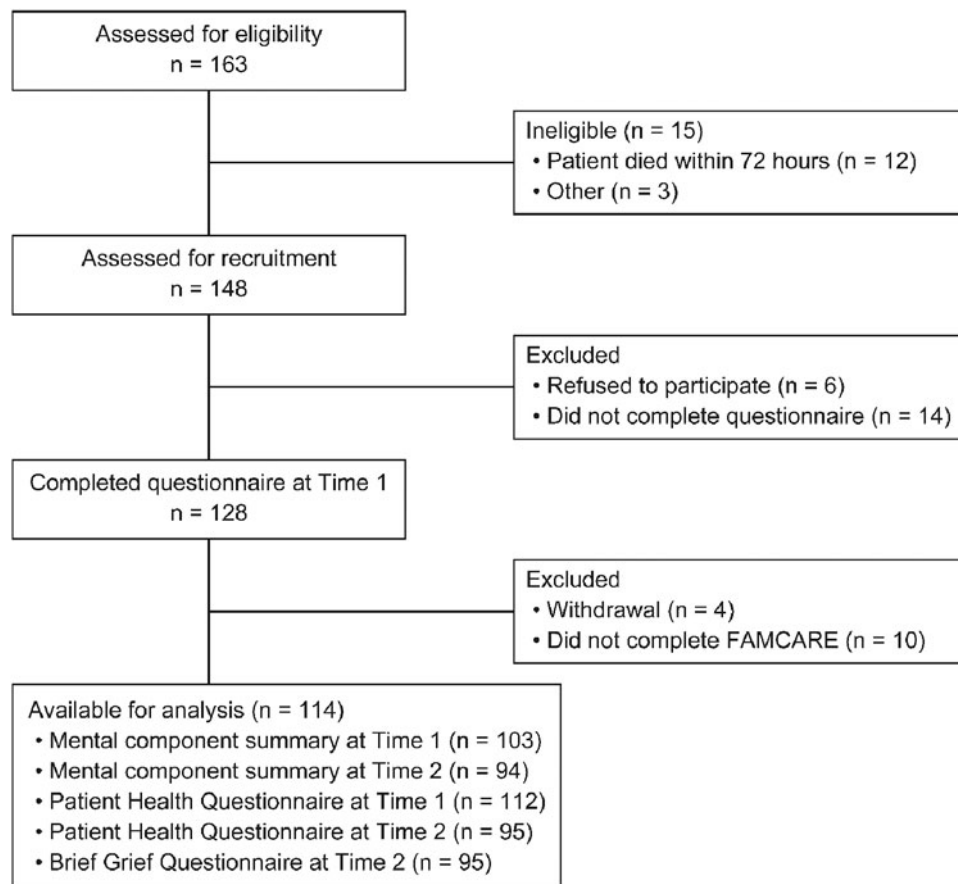 Assessed for eligibility
n = 163
Ineligible (n = 15)
• Patient died within 72 hours (n = 12)
• Other (n = 3)
Assessed for recruitment
n = 148
Excluded
• Refused to participate (n = 6)
• Did not complete questionnaire (n = 14)
Completed questionnaire at Time 1
n = 128
Excluded
• Withdrawal (n = 4)
• Did not complete FAMCARE (n = 10)
Available for analysis (n = 114)
• Mental component summary at Time 1 (n = 103)
• Mental component summary at Time 2 (n = 94)
• Patient Health Questionnaire at Time 1 (n = 112)
• Patient Health Questionnaire at Time 2 (n = 95)
• Brief Grief Questionnaire at Time 2 (n = 95)